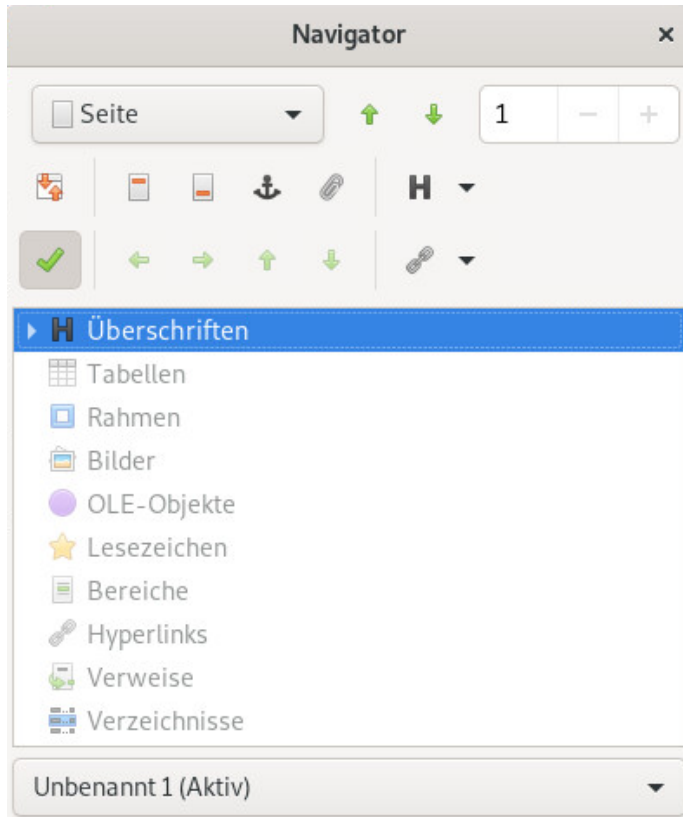 Navigator
Seite
1
Überschriften
Tabellen
Rahmen
Bilder
OLE-Objekte
Lesezeichen
Bereiche
Hyperlinks
Verweise
Verzeichnisse
Unbenannt 1 (Aktiv)